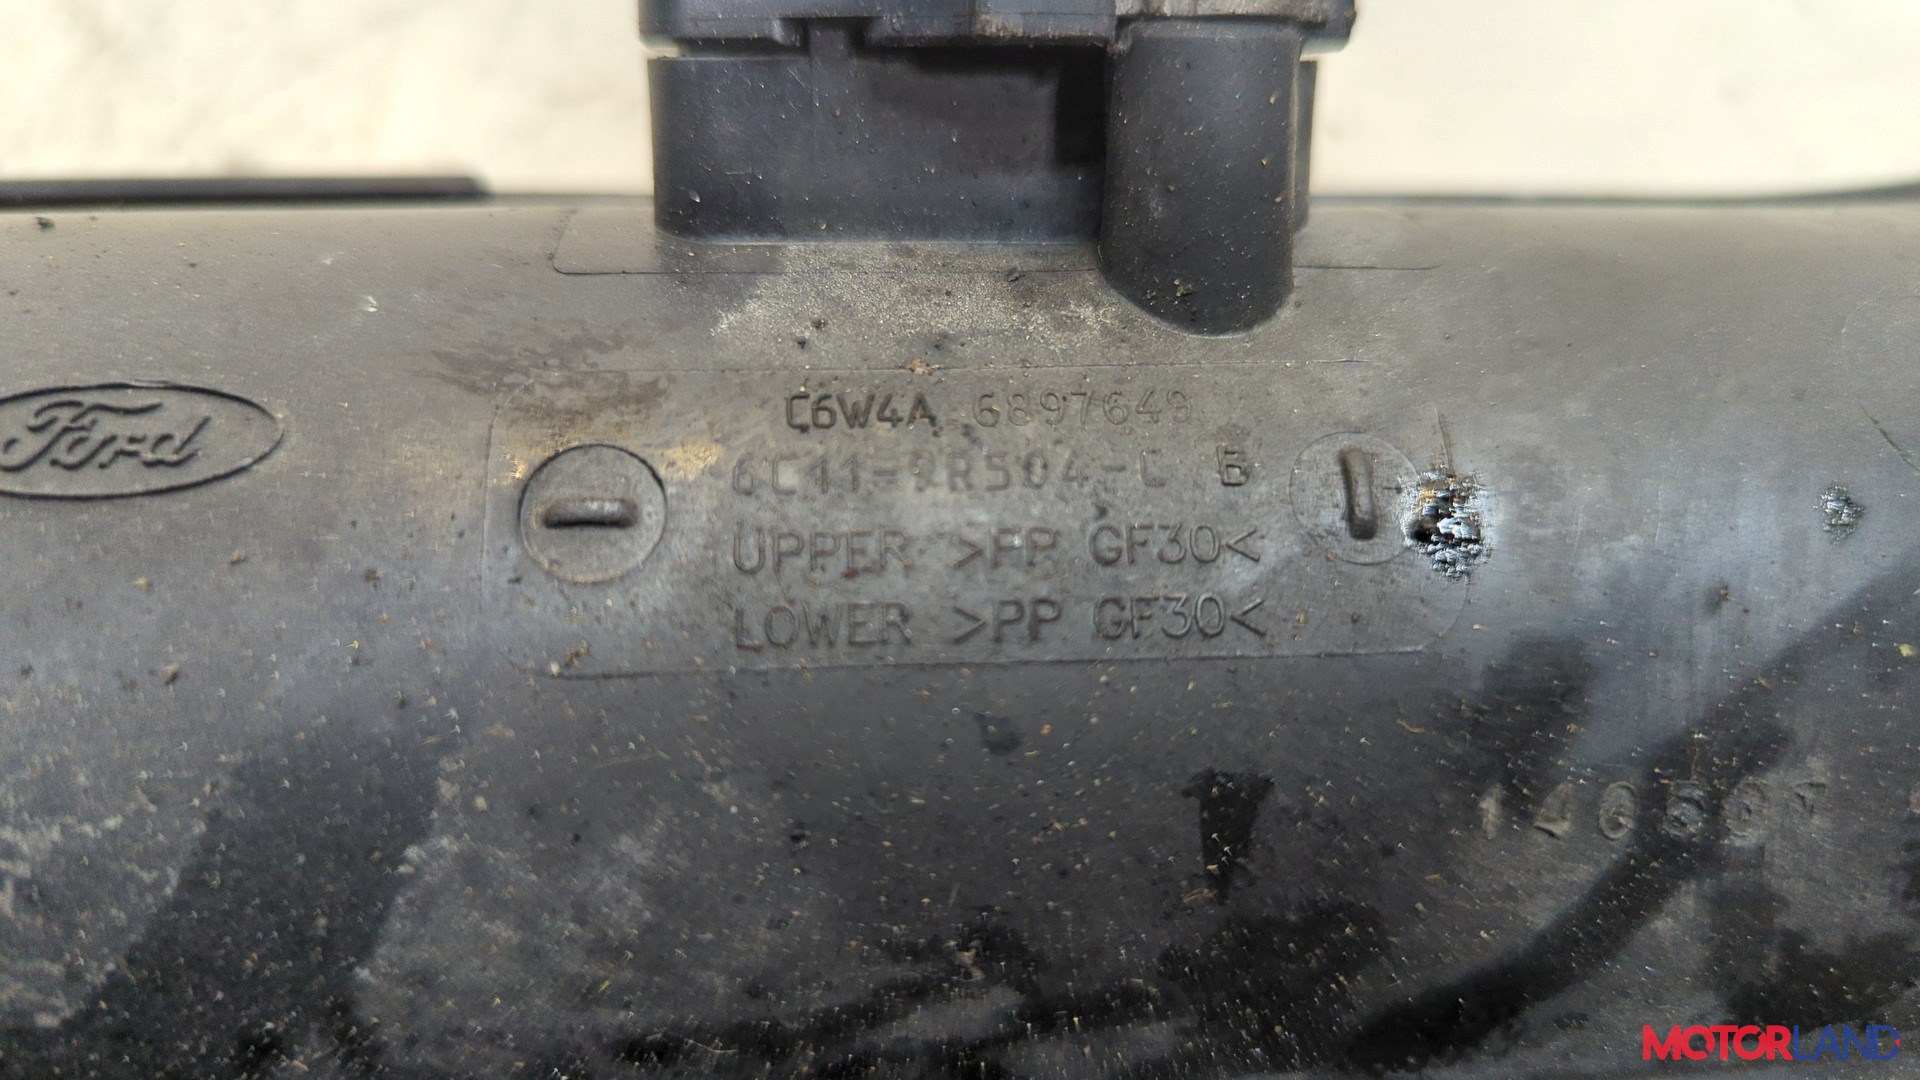 Ford
C6W4A 6897649
6C11-9R504-C B
UPPER >PP GF30<
LOWER >PP GF30<
MOTORLAND